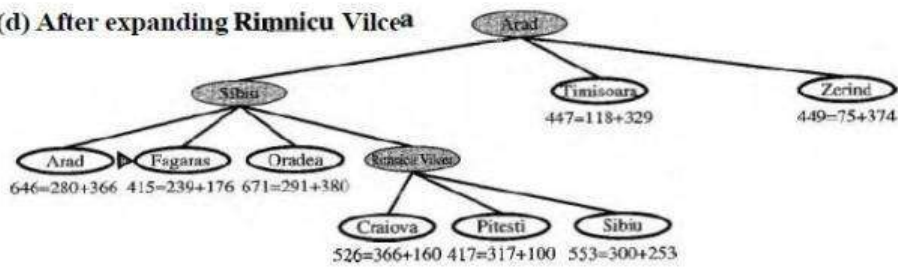 (d) After expanding Rimnicu Vilcea
Arad
Sibiu
Timisoara
Zerind
447=118+329
449=75+374
Arad
Fagaras
Oradea
Rimnicu Vilcea
646=280+366
415=239+176
671=291+380
Craiova
Pitesti
Sibiu
526=366+160
417=317+100
553=300+253